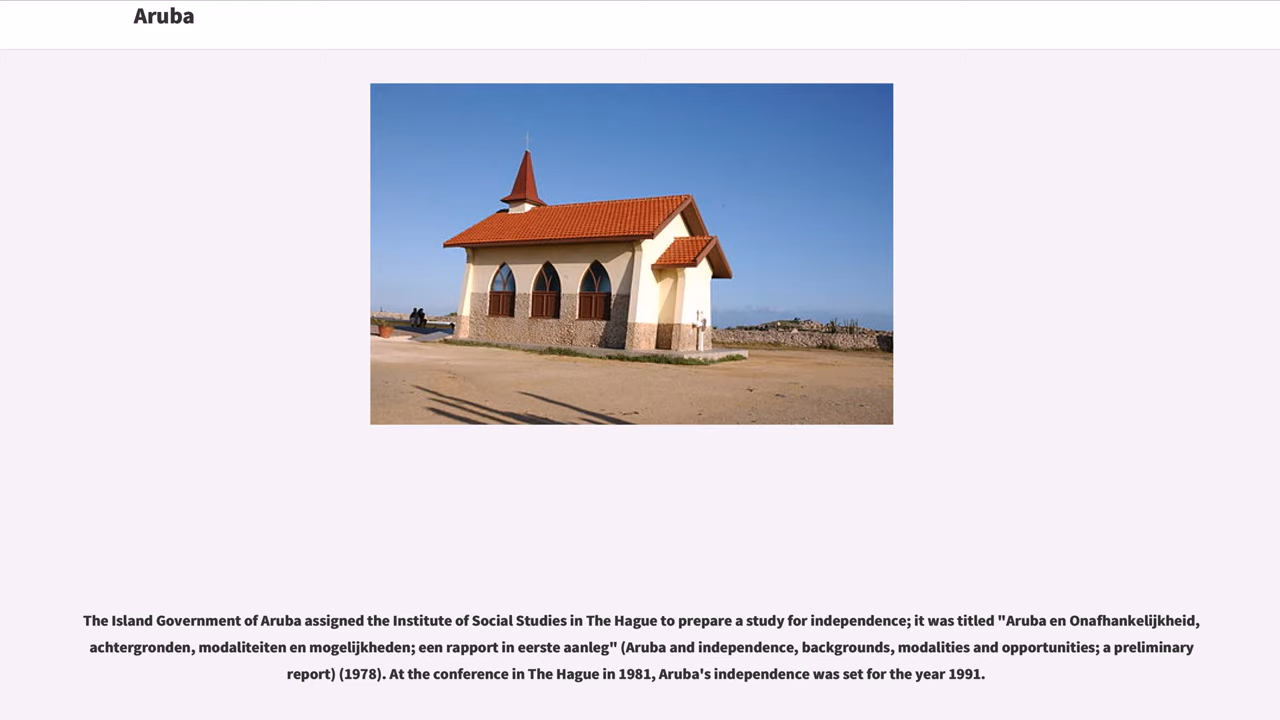 Aruba
The Island Government of Aruba assigned the Institute of Social Studies in The Hague to prepare a study for independence; it was titled "Aruba en Onafhankelijkheid,
achtergronden, modaliteiten en mogelijkheden; een rapport in eerste aanleg" (Aruba and independence, backgrounds, modalities and opportunities; a preliminary
report) (1978). At the conference in The Hague in 1981, Aruba's independence was set for the year 1991.